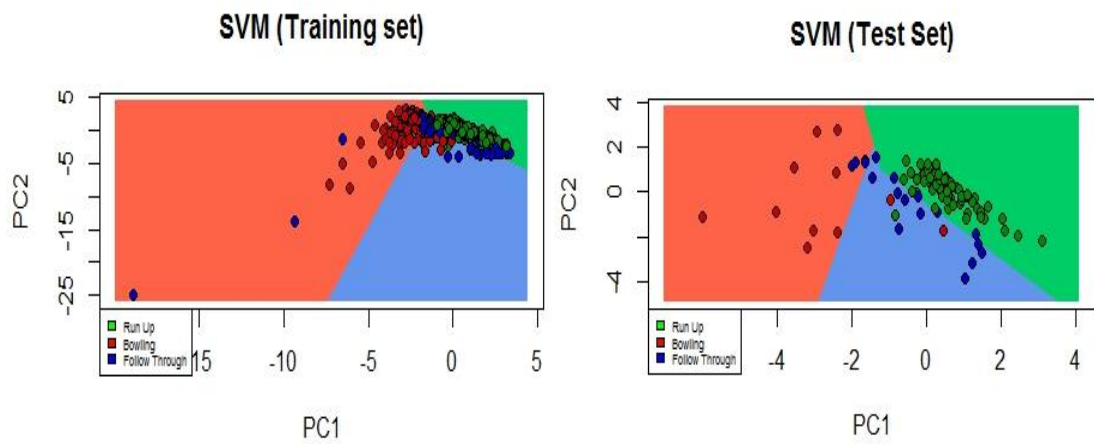 SVM (Training set)
PC2
5
-5
-15
-25
Run Up
Bowling
Follow Through
15
-10
-5
0
5
PC1
SVM (Test Set)
PC2
4
2
0
-4
Run Up
Bowling
Follow Through
-4
-2
0
2
4
PC1